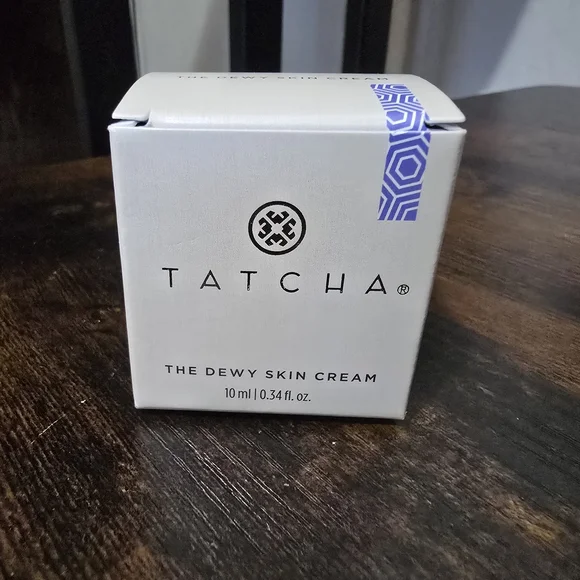 THE DEWY SKIN CREAM
TATCHA®
THE DEWY SKIN CREAM
10 ml | 0.34 fl. oz.